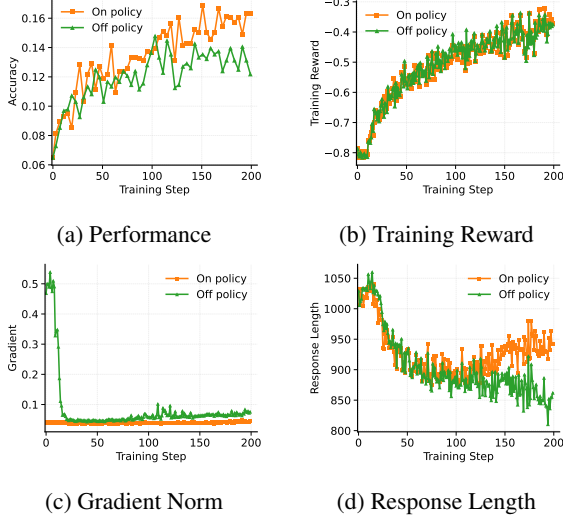 On policy
Off policy
0.16
0.14
0.12
0.10
0.08
0.06
Accuracy
0 50 100 150 200
Training Step
(a) Performance
On policy
Off policy
−0.3
−0.4
−0.5
−0.6
−0.7
−0.8
Training Reward
0 50 100 150 200
Training Step
(b) Training Reward
On policy
Off policy
0.5
0.4
0.3
0.2
0.1
Gradient
0 50 100 150 200
Training Step
(c) Gradient Norm
On policy
Off policy
1050
1000
950
900
850
800
Response Length
0 50 100 150 200
Training Step
(d) Response Length